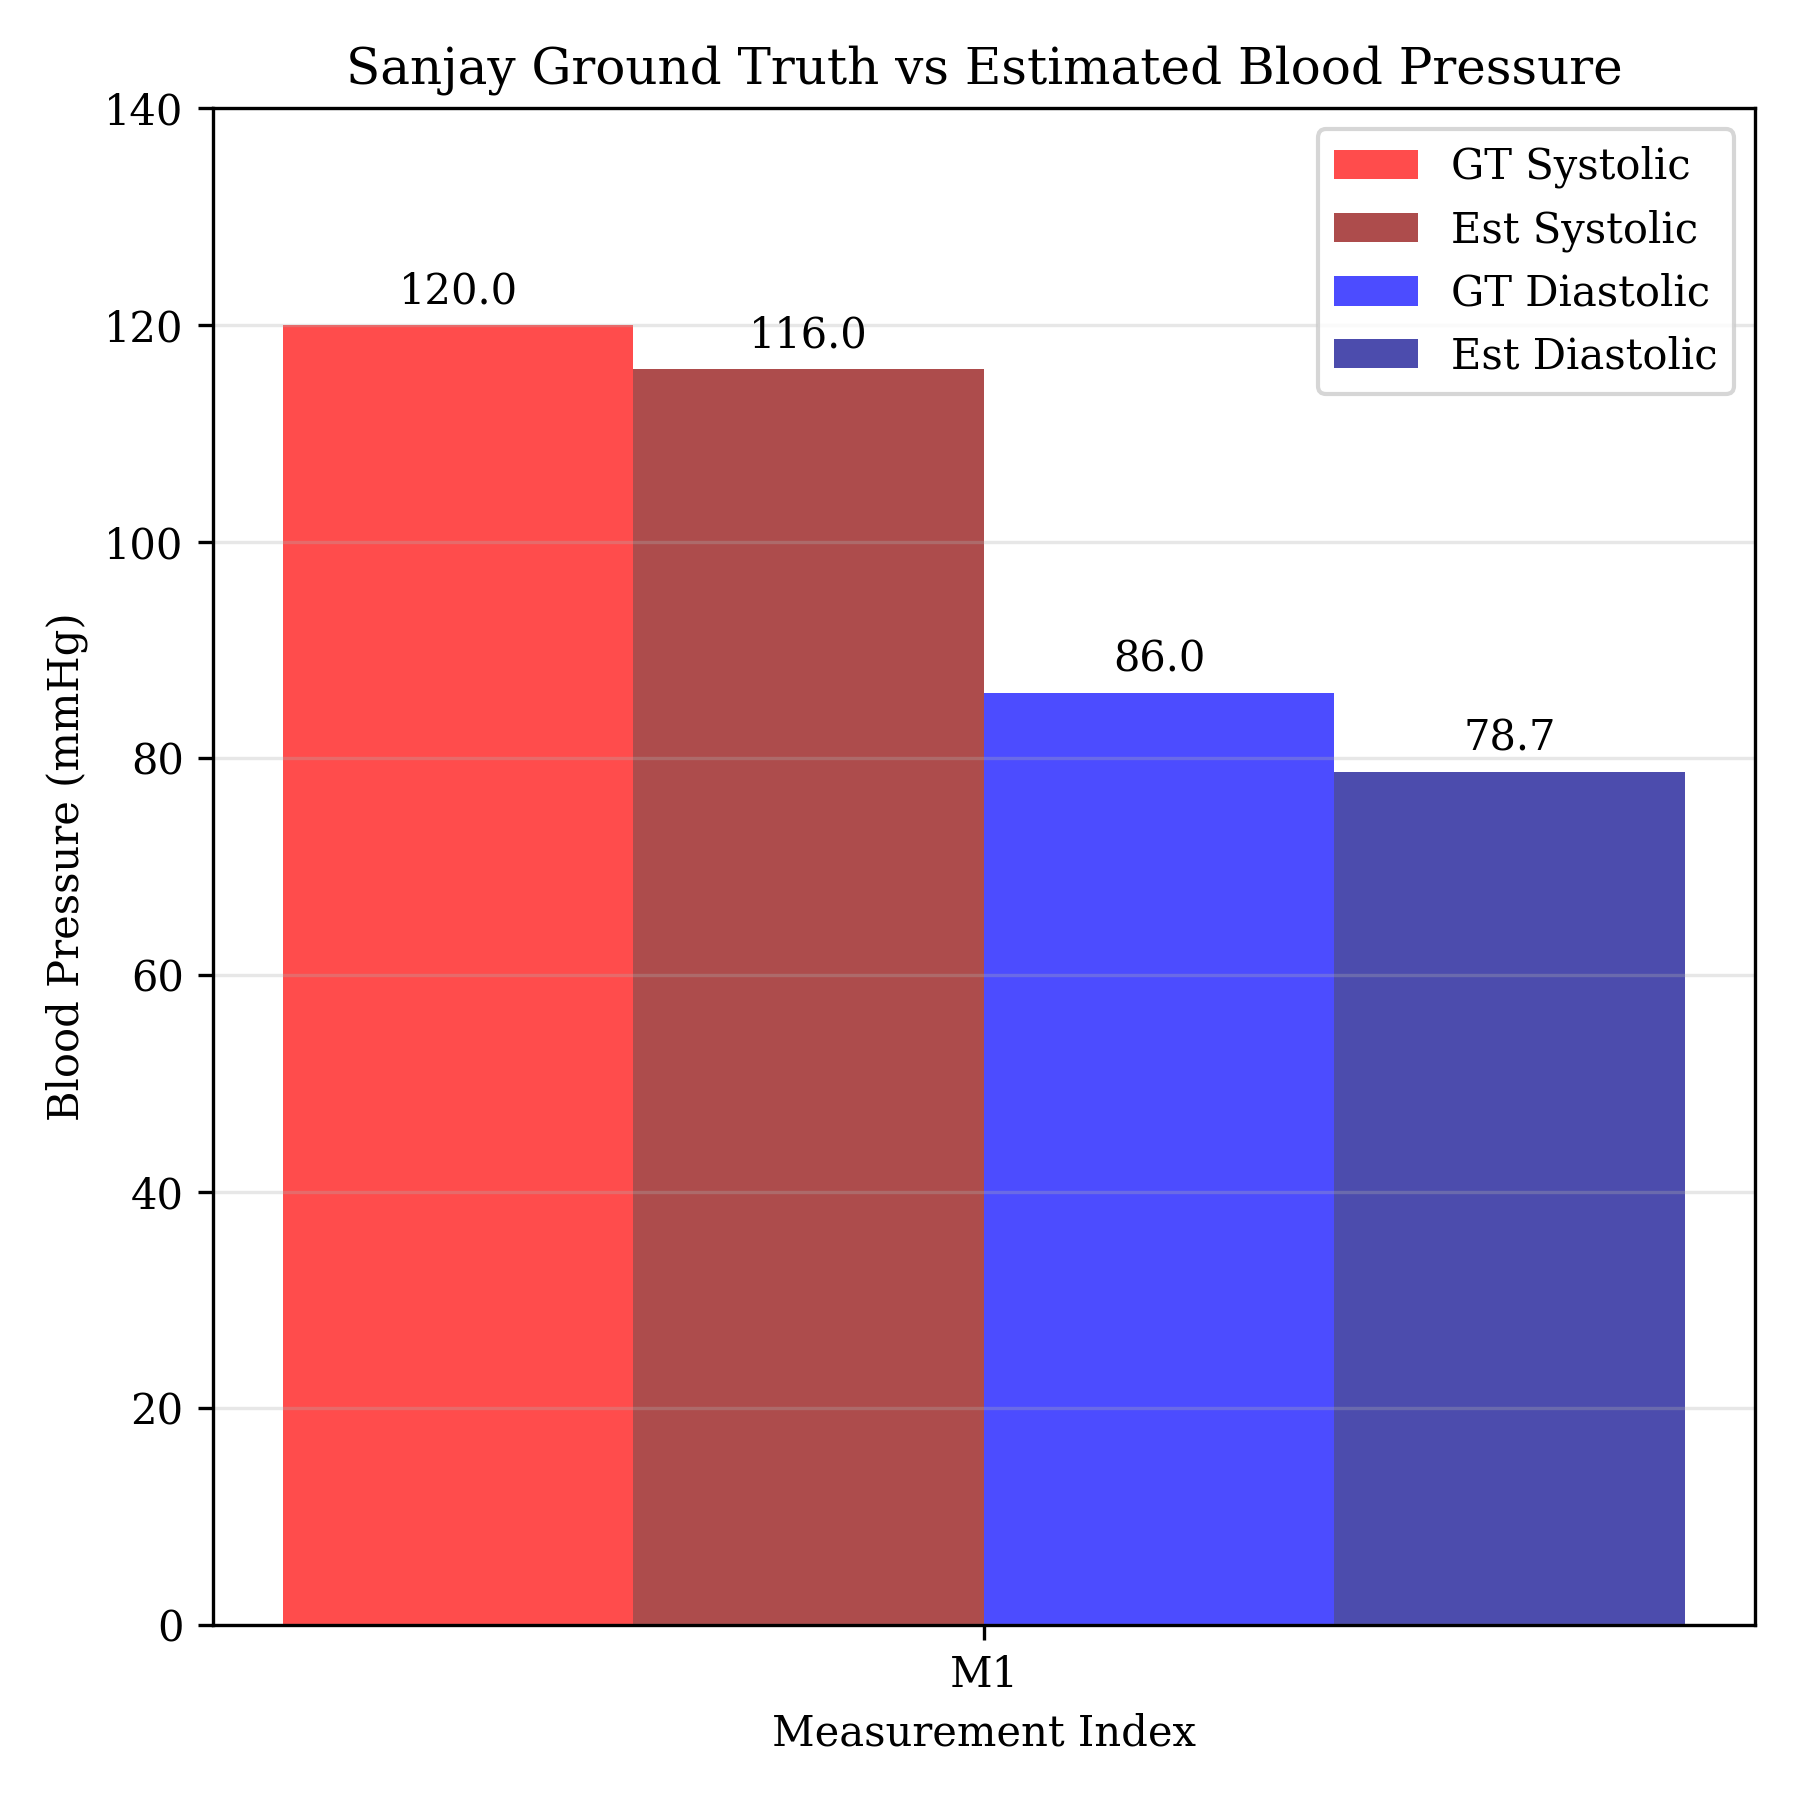 Sanjay Ground Truth vs Estimated Blood Pressure
140
120
100
80
60
40
20
0
Blood Pressure (mmHg)
GT Systolic
Est Systolic
GT Diastolic
Est Diastolic
120.0
116.0
86.0
78.7
M1
Measurement Index